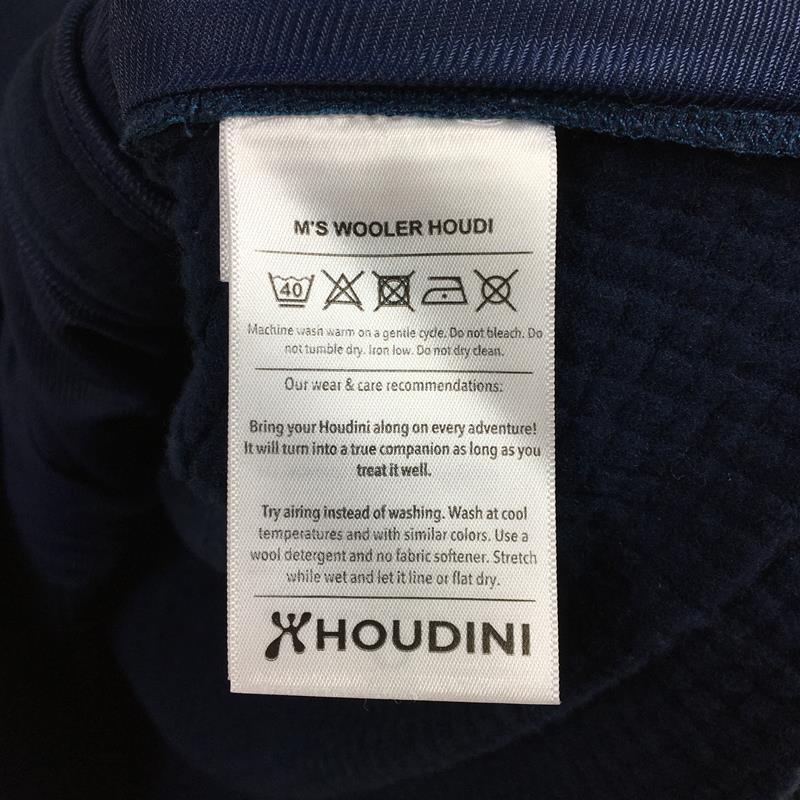 M'S WOOLER HOUDI
40
Machine wash warm on a gentle cycle. Do not bleach. Do
not tumble dry. Iron low. Do not dry clean.
Our wear & care recommendations:
Bring your Houdini along on every adventure!
It will turn into a true companion as long as you
treat it well.
Try airing instead of washing. Wash at cool
temperatures and with similar colors. Use a
wool detergent and no fabric softener. Stretch
while wet and let it line or flat dry.
HOUDINI